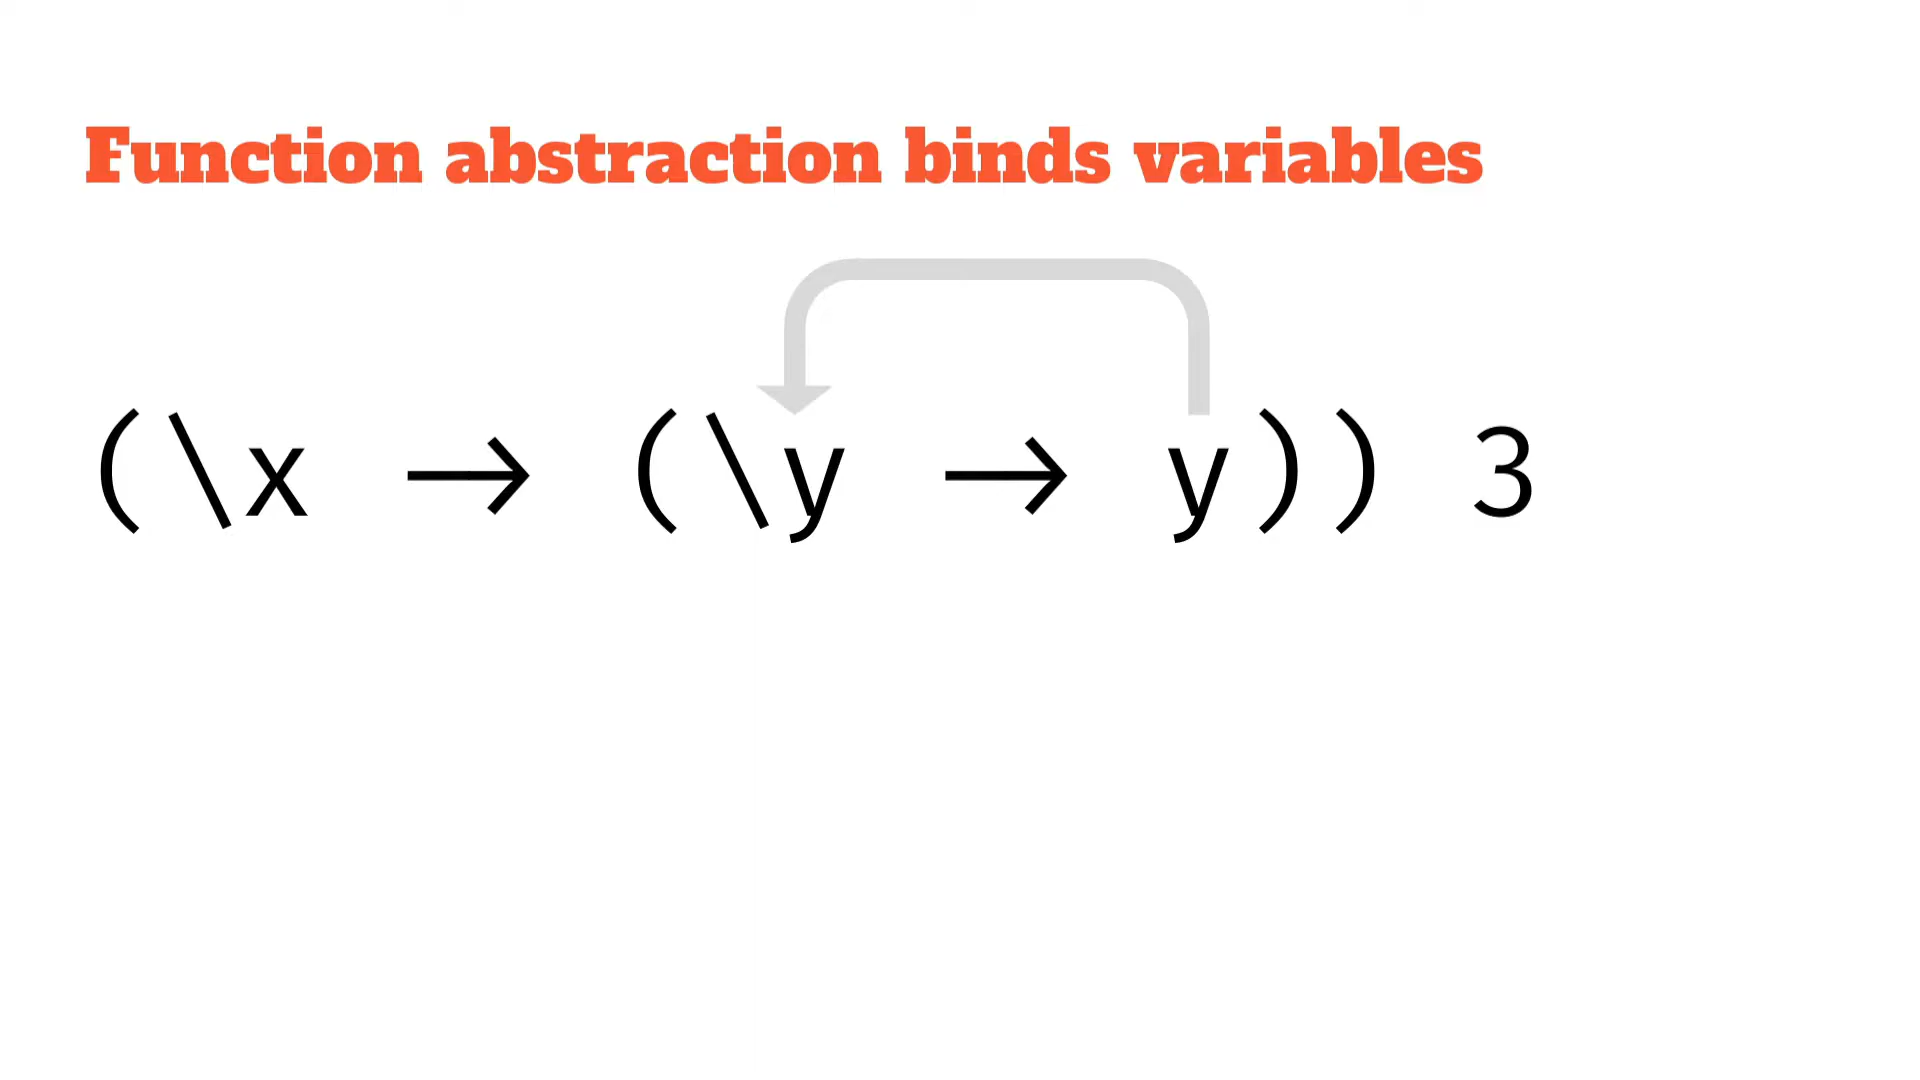 Function abstraction binds variables
(\x → (\y → y)) 3